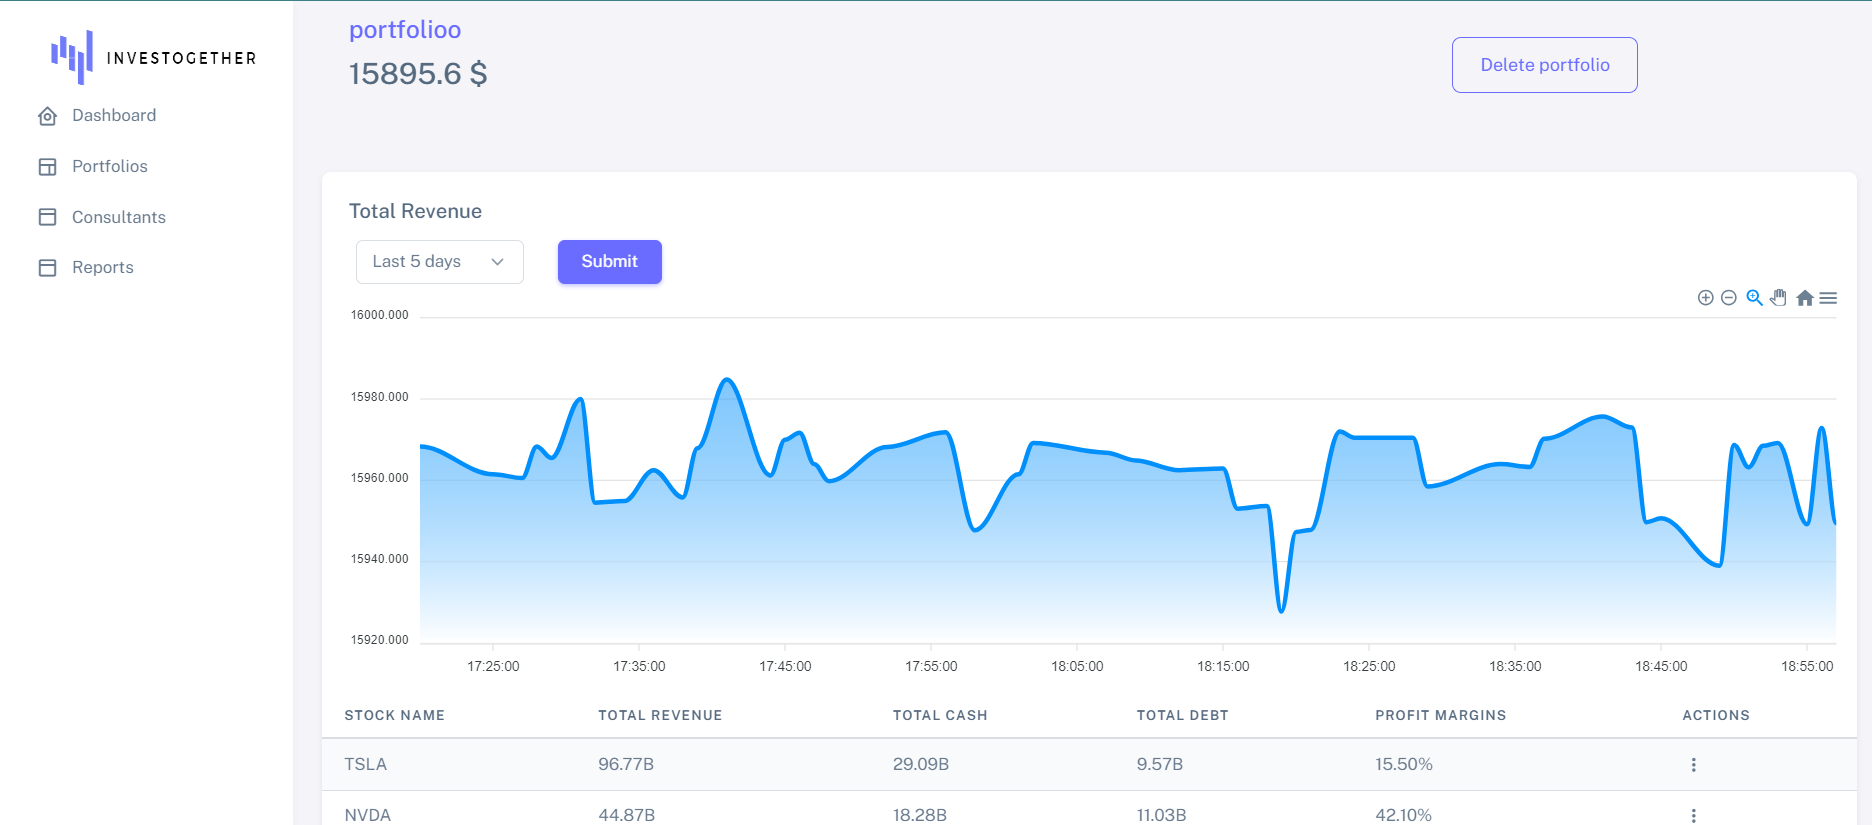 INVESTOGETHER
Dashboard
Portfolios
Consultants
Reports
portfolioo
15895.6 $
Delete portfolio
Total Revenue
Last 5 days
Submit
16000.000
15980.000
15960.000
15940.000
15920.000
17:25:00 17:35:00 17:45:00 17:55:00 18:05:00 18:15:00 18:25:00 18:35:00 18:45:00 18:55:00
STOCK NAME TOTAL REVENUE TOTAL CASH TOTAL DEBT PROFIT MARGINS ACTIONS
TSLA 96.77B 29.09B 9.57B 15.50%
NVDA 44.87B 18.28B 11.03B 42.10%